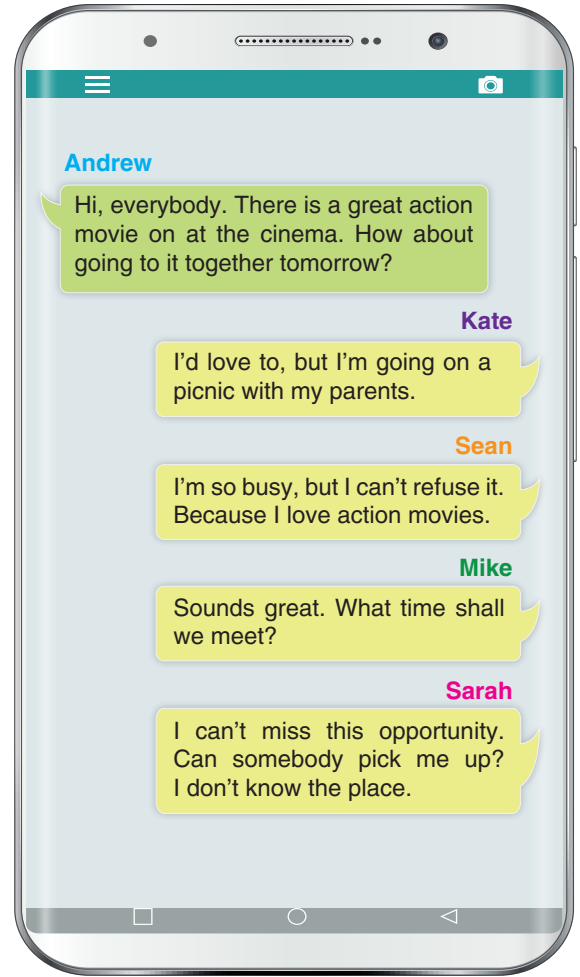 Andrew
Hi, everybody. There is a great action
movie on at the cinema. How about
going to it together tomorrow?
Kate
I’d love to, but I’m going on a
picnic with my parents.
Sean
I’m so busy, but I can’t refuse it.
Because I love action movies.
Mike
Sounds great. What time shall
we meet?
Sarah
I can’t miss this opportunity.
Can somebody pick me up?
I don’t know the place.